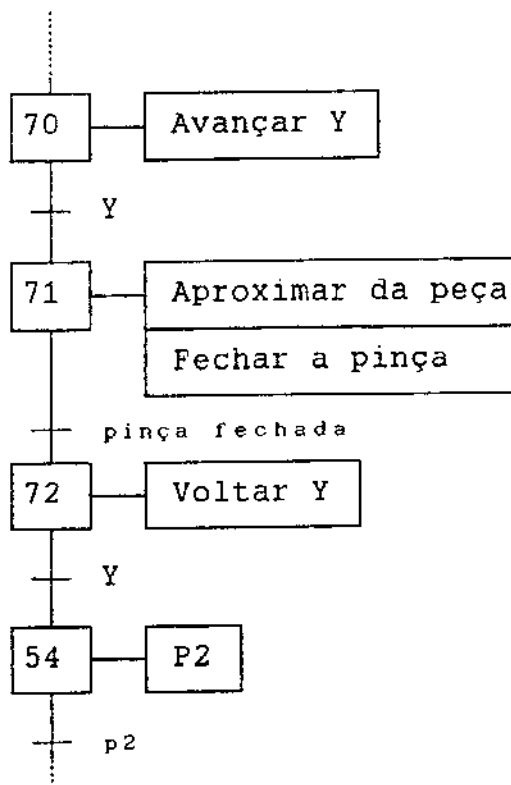 70 Avançar Y
Y
71 Aproximar da peça
Fechar a pinça
pinça fechada
72 Voltar Y
Y
54 P2
p2